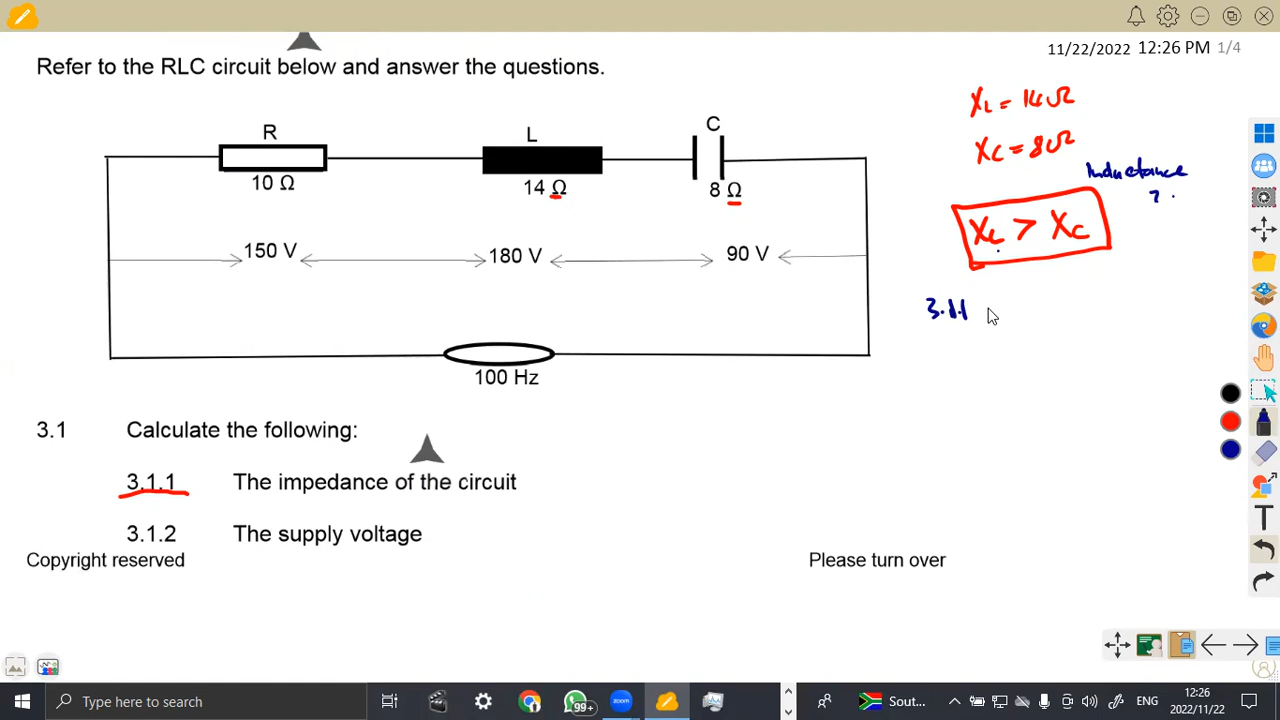 11/22/2022 12:26 PM 1/4
Refer to the RLC circuit below and answer the questions.
R
10 Ω
L
14 Ω
C
8 Ω
150 V
180 V
90 V
100 Hz
XL = 14Ω
XC = 8Ω
Inductance
?
XL > XC
3.1.1
3.1 Calculate the following:
3.1.1 The impedance of the circuit
3.1.2 The supply voltage
Copyright reserved Please turn over
Type here to search
99+
zoom
Sout...
ENG
12:26
2022/11/22